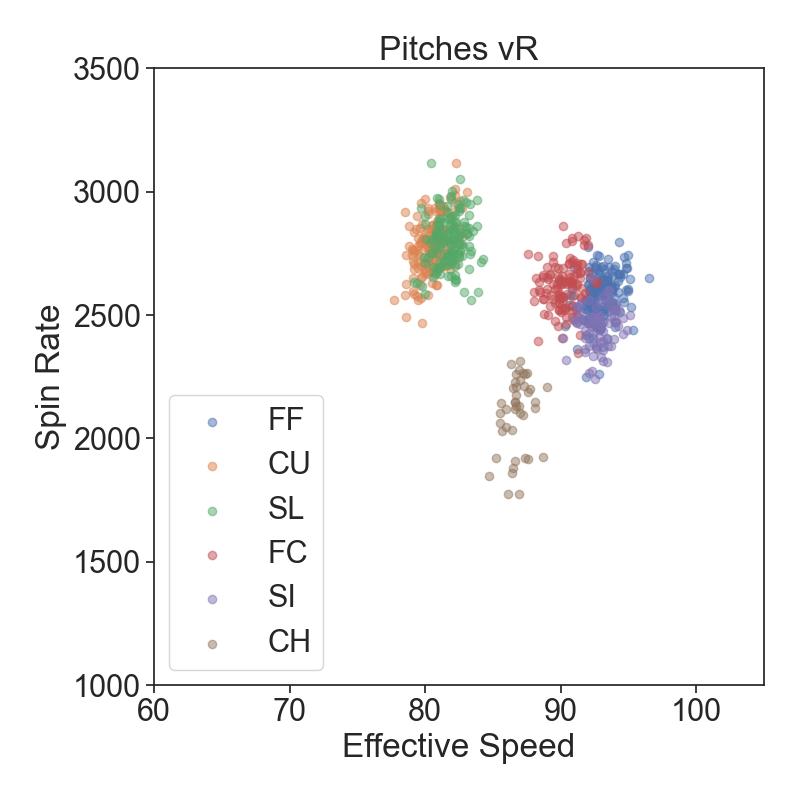 Pitches vR
Spin Rate
3500
3000
2500
2000
1500
1000
FF
CU
SL
FC
SI
CH
60 70 80 90 100
Effective Speed